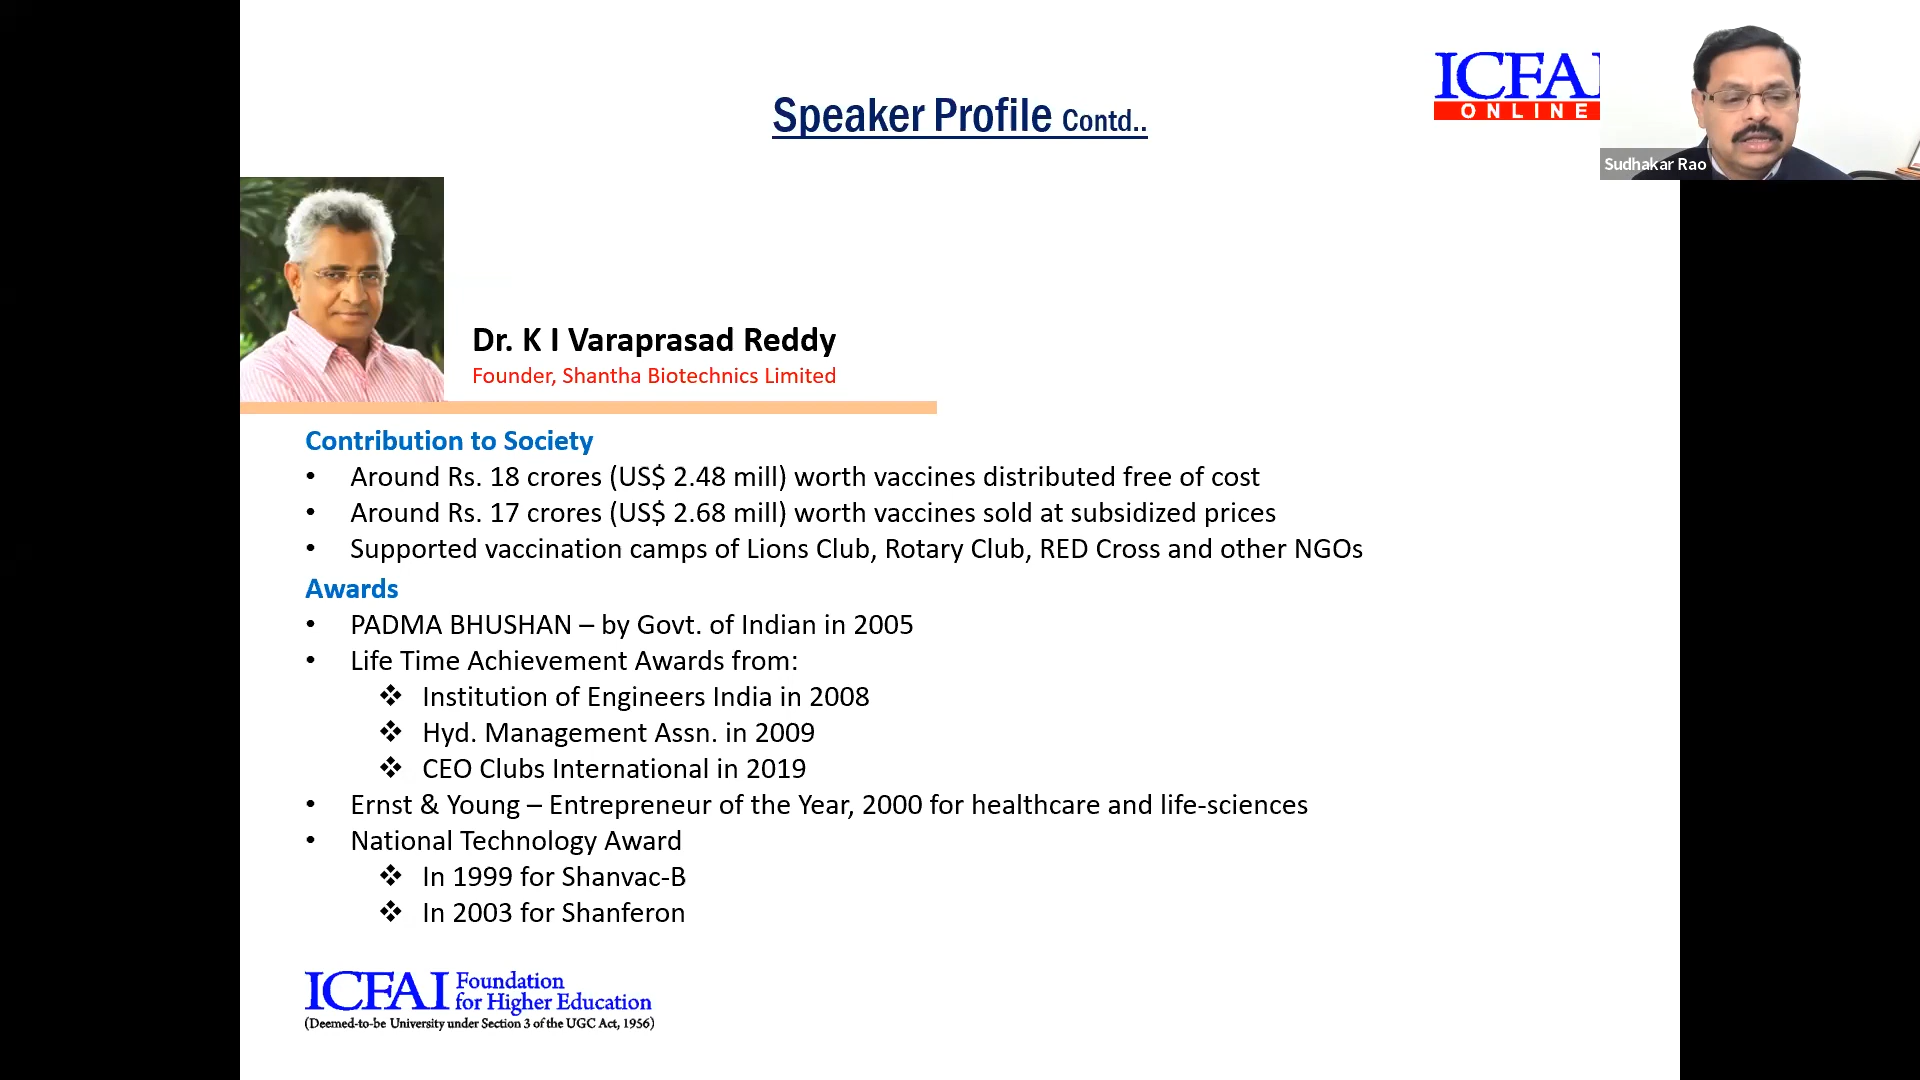 Speaker Profile Contd..
ICFAI
ONLINE
Sudhakar Rao
Dr. K I Varaprasad Reddy
Founder, Shantha Biotechnics Limited
Contribution to Society
• Around Rs. 18 crores (US$ 2.48 mill) worth vaccines distributed free of cost
• Around Rs. 17 crores (US$ 2.68 mill) worth vaccines sold at subsidized prices
• Supported vaccination camps of Lions Club, Rotary Club, RED Cross and other NGOs
Awards
• PADMA BHUSHAN – by Govt. of Indian in 2005
• Life Time Achievement Awards from:
❖ Institution of Engineers India in 2008
❖ Hyd. Management Assn. in 2009
❖ CEO Clubs International in 2019
• Ernst & Young – Entrepreneur of the Year, 2000 for healthcare and life-sciences
• National Technology Award
❖ In 1999 for Shanvac-B
❖ In 2003 for Shanferon
ICFAI Foundation
for Higher Education
(Deemed-to-be University under Section 3 of the UGC Act, 1956)